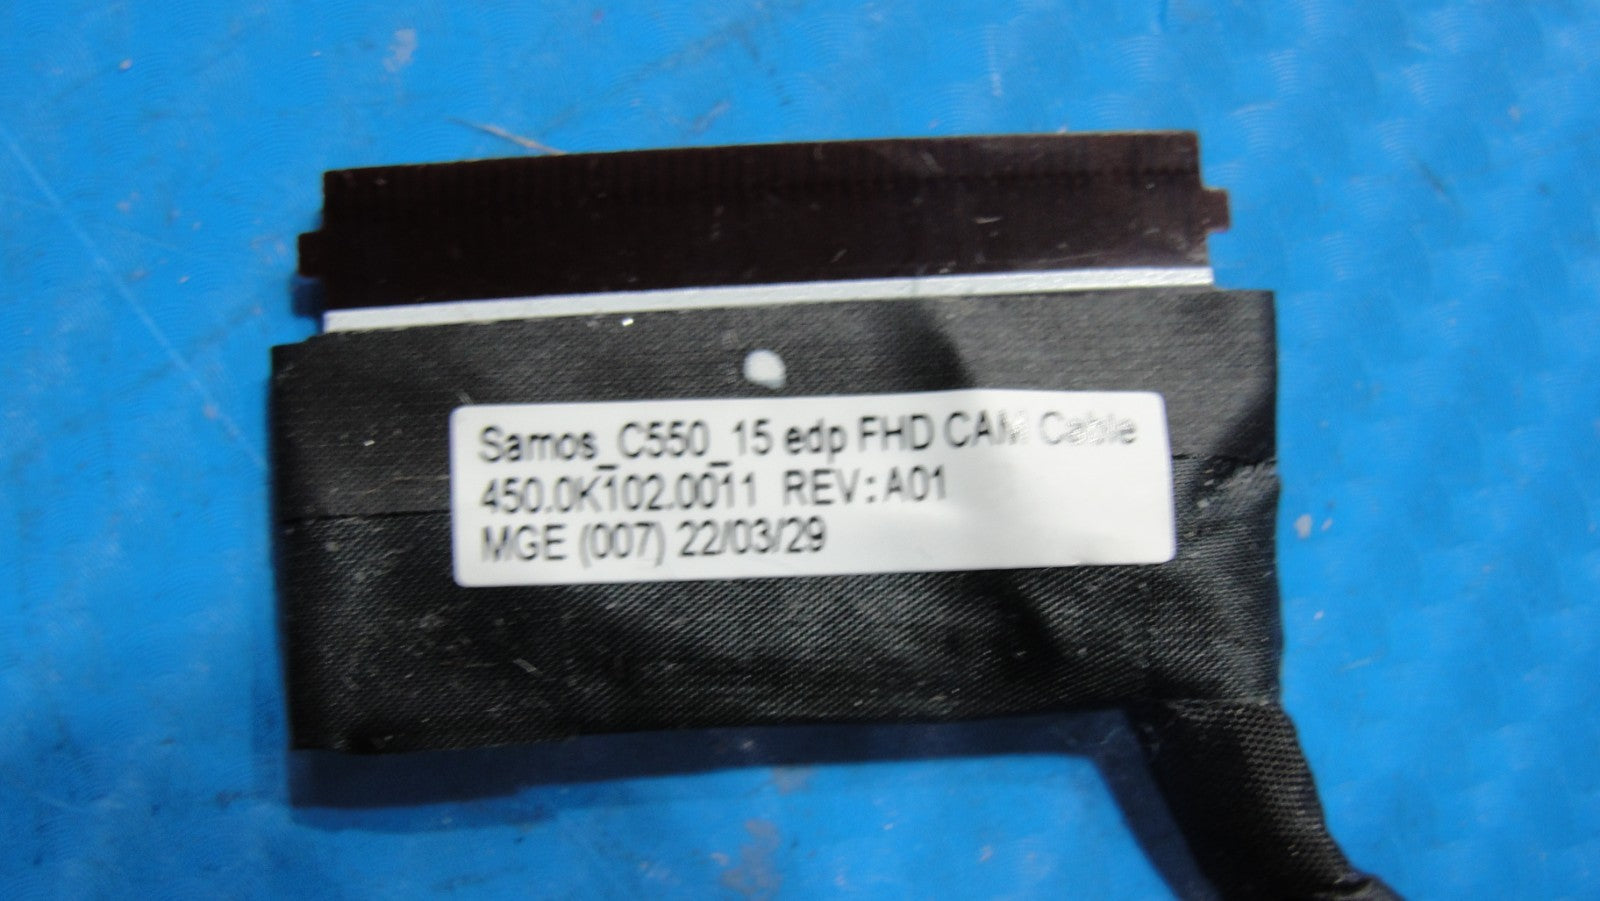 Samos_C550_15 edp FHD CAM Cable
450.0K102.0011 REV:A01
MGE (007) 22/03/29